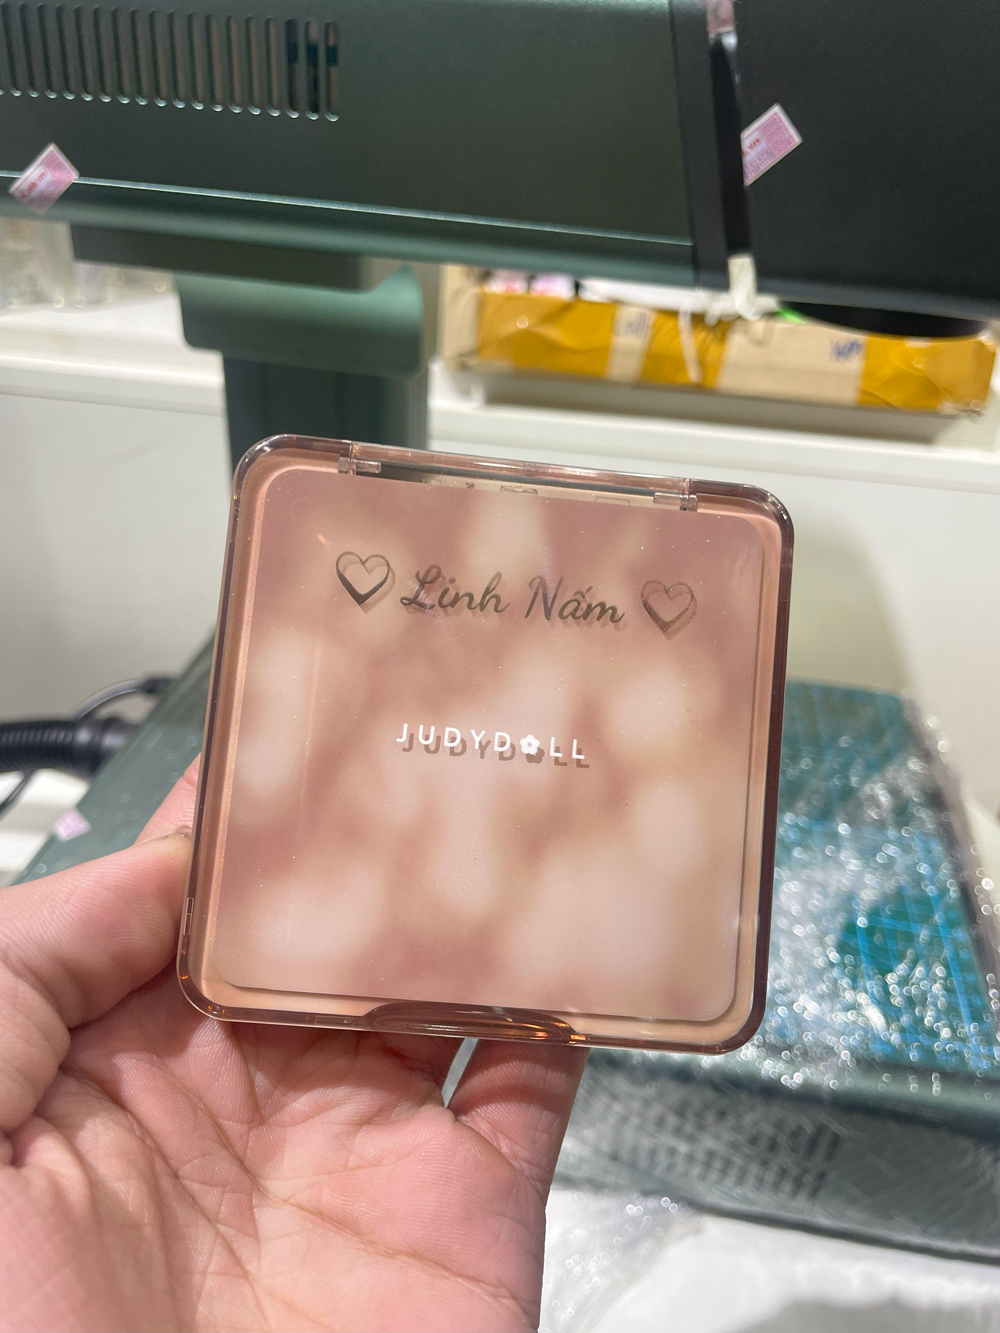 ♡ Linh Nấm ♡
JUDYDOLL